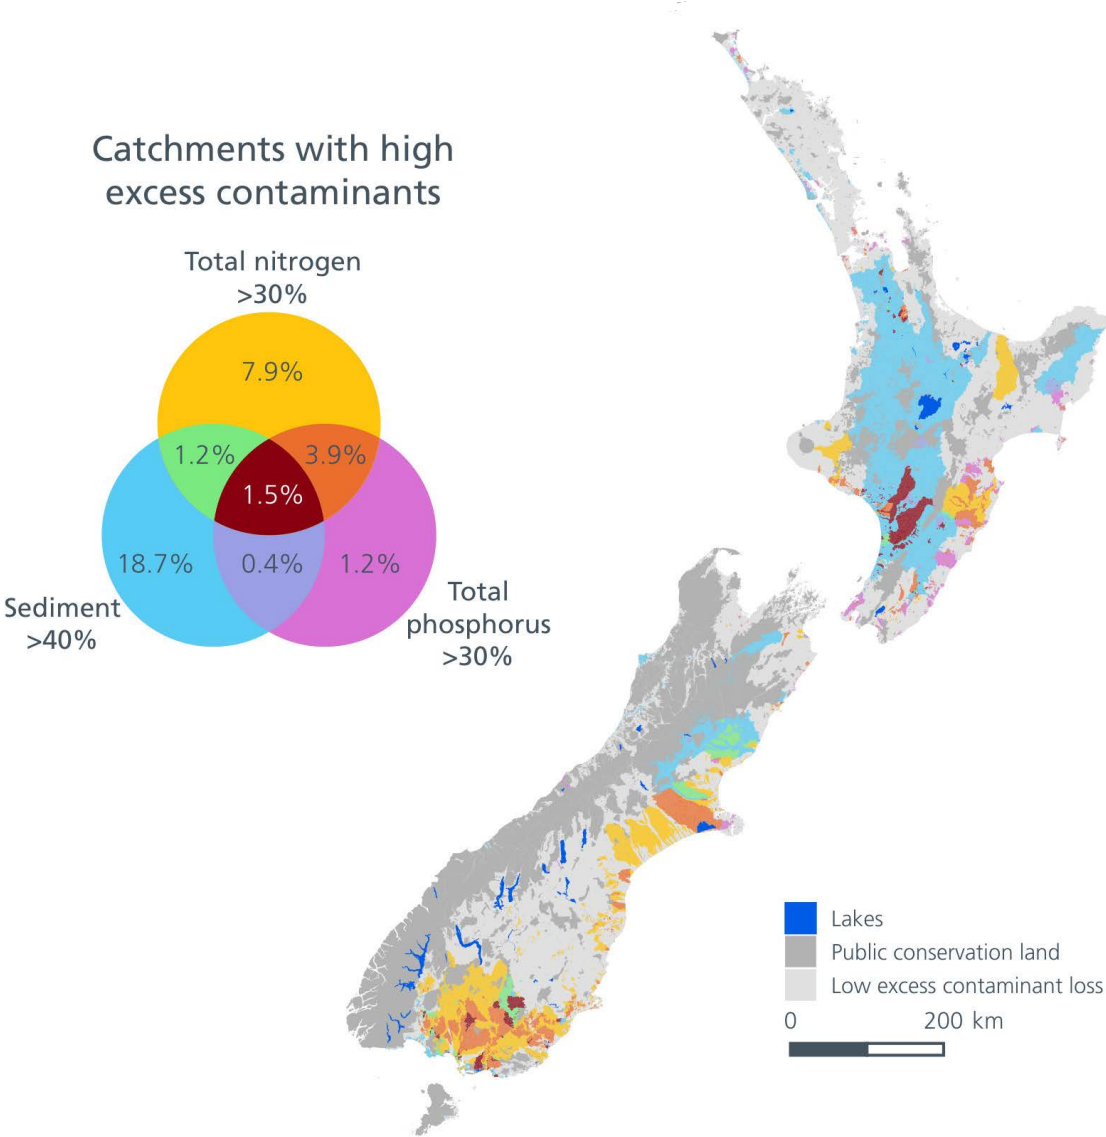 Catchments with high
excess contaminants
Total nitrogen
>30%
7.9%
1.2%
3.9%
1.5%
18.7%
0.4%
1.2%
Sediment
>40%
Total
phosphorus
>30%
Lakes
Public conservation land
Low excess contaminant loss
0
200 km